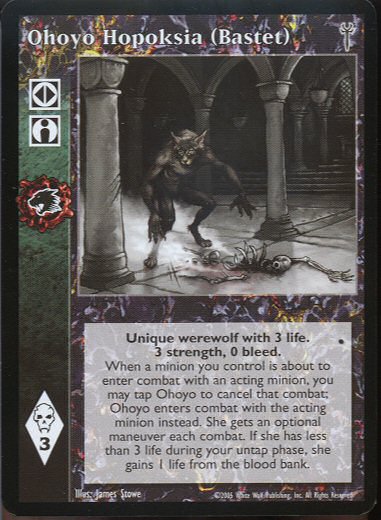 Ohoyo Hopoksia (Bastet)
Unique werewolf with 3 life.
3 strength, 0 bleed.
When a minion you control is about to
enter combat with an acting minion, you
may tap Ohoyo to cancel that combat;
Ohoyo enters combat with the acting
minion instead. She gets an optional
maneuver each combat. If she has less
than 3 life during your untap phase, she
gains 1 life from the blood bank.
3
Illus: James Stowe
©2005 White Wolf Publishing, Inc. All Rights Reserved.